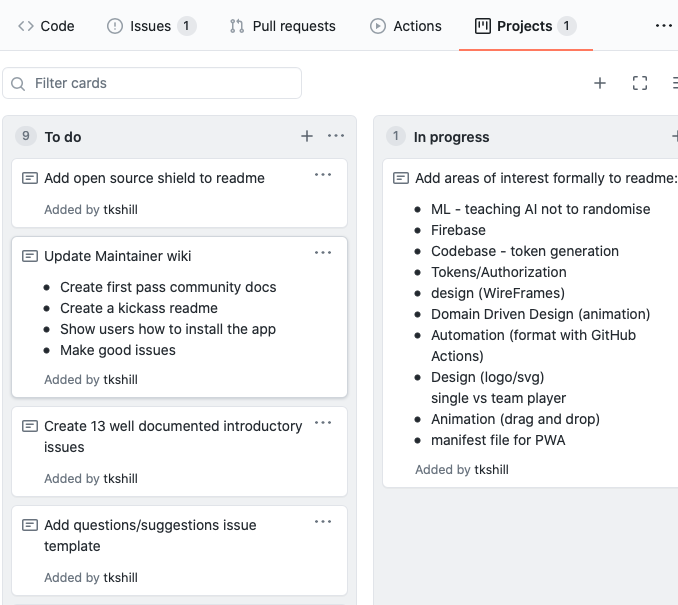 Code Issues 1 Pull requests Actions Projects 1
Filter cards
9 To do
Add open source shield to readme
Added by tkshill
Update Maintainer wiki
Create first pass community docs
Create a kickass readme
Show users how to install the app
Make good issues
Added by tkshill
Create 13 well documented introductory
issues
Added by tkshill
Add questions/suggestions issue
template
Added by tkshill
1 In progress
Add areas of interest formally to readme:
ML - teaching AI not to randomise
Firebase
Codebase - token generation
Tokens/Authorization
design (WireFrames)
Domain Driven Design (animation)
Automation (format with GitHub
Actions)
Design (logo/svg)
single vs team player
Animation (drag and drop)
manifest file for PWA
Added by tkshill